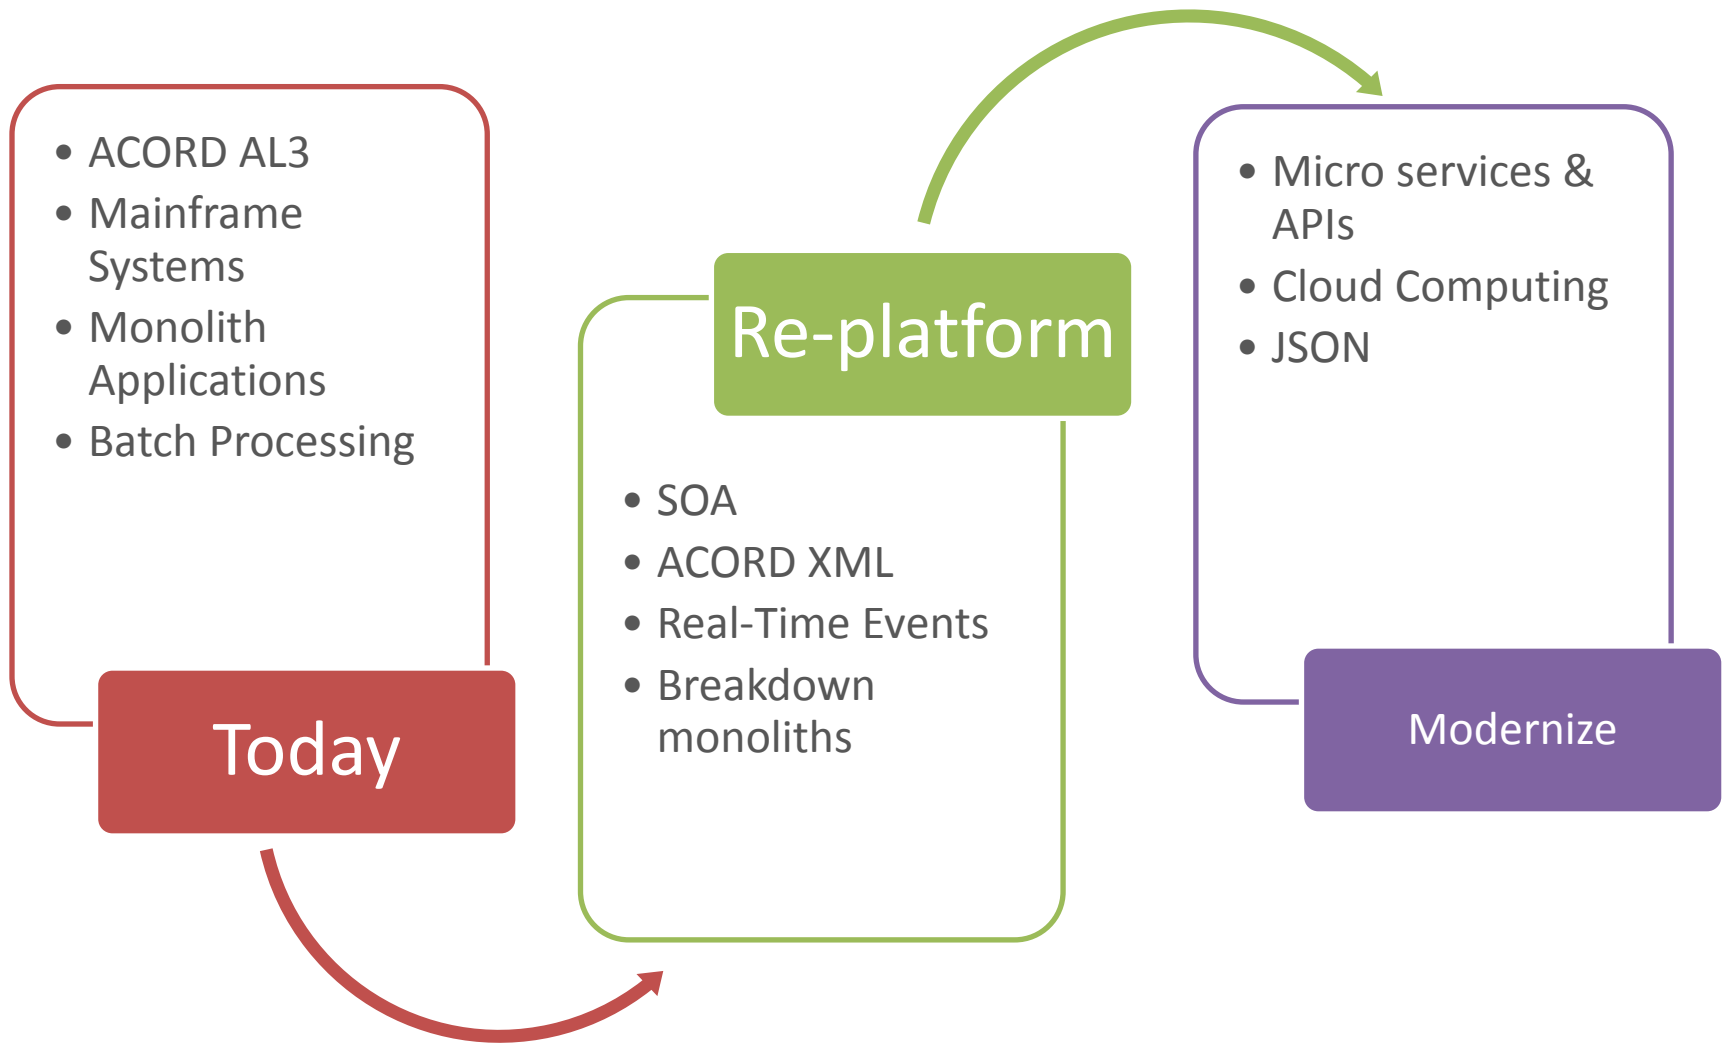 • ACORD AL3
• Mainframe
Systems
• Monolith
Applications
• Batch Processing
Today
Re-platform
• SOA
• ACORD XML
• Real-Time Events
• Breakdown
monoliths
• Micro services &
APIs
• Cloud Computing
• JSON
Modernize